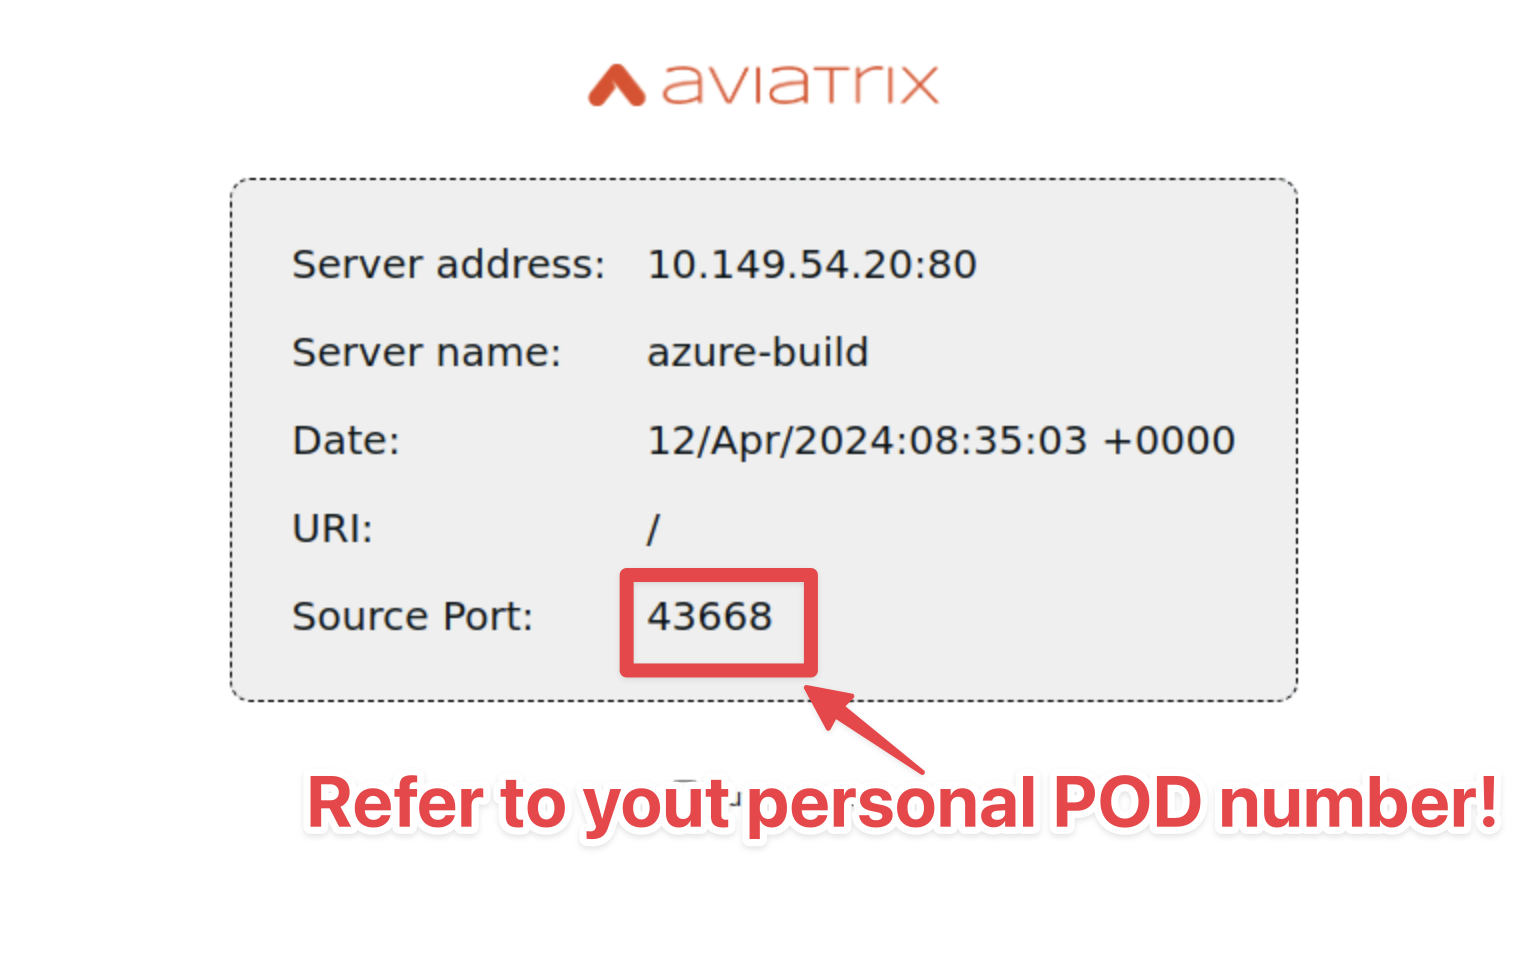 aviatrix
Server address: 10.149.54.20:80
Server name: azure-build
Date: 12/Apr/2024:08:35:03 +0000
URI: /
Source Port: 43668
Refer to yout personal POD number!